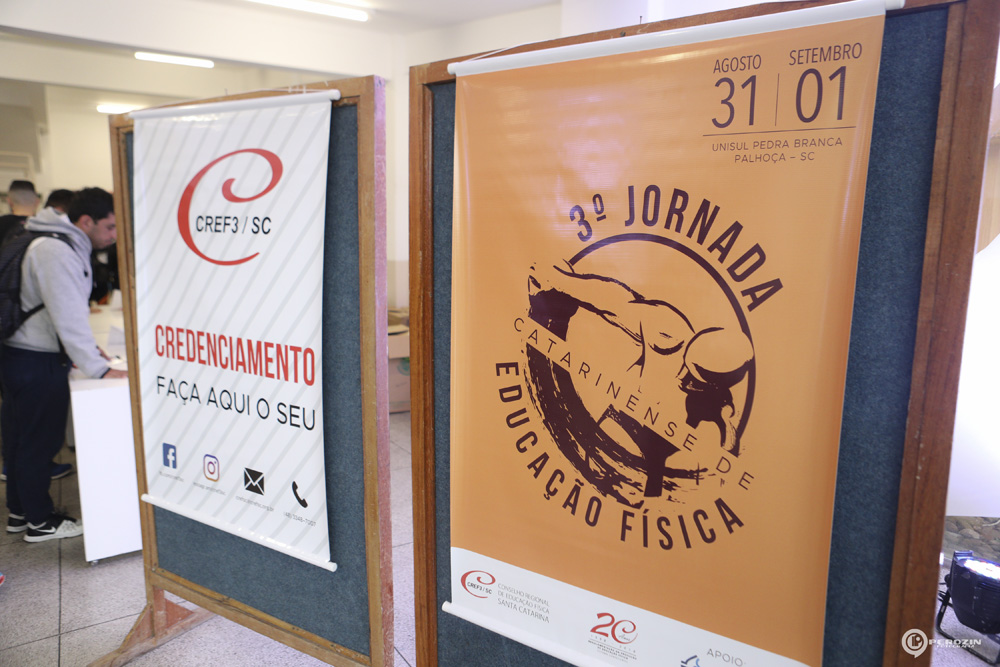 CREF3 / SC
CREDENCIAMENTO
FAÇA AQUI O SEU
AGOSTO
31
SETEMBRO
01
UNISUL PEDRA BRANCA
PALHOÇA – SC
3º JORNADA
CATARINENSE DE
EDUCAÇÃO FÍSICA
CREF3 / SC
CONSELHO REGIONAL
DE EDUCAÇÃO FÍSICA
SANTA CATARINA
20
APOIO:
PEROZIN